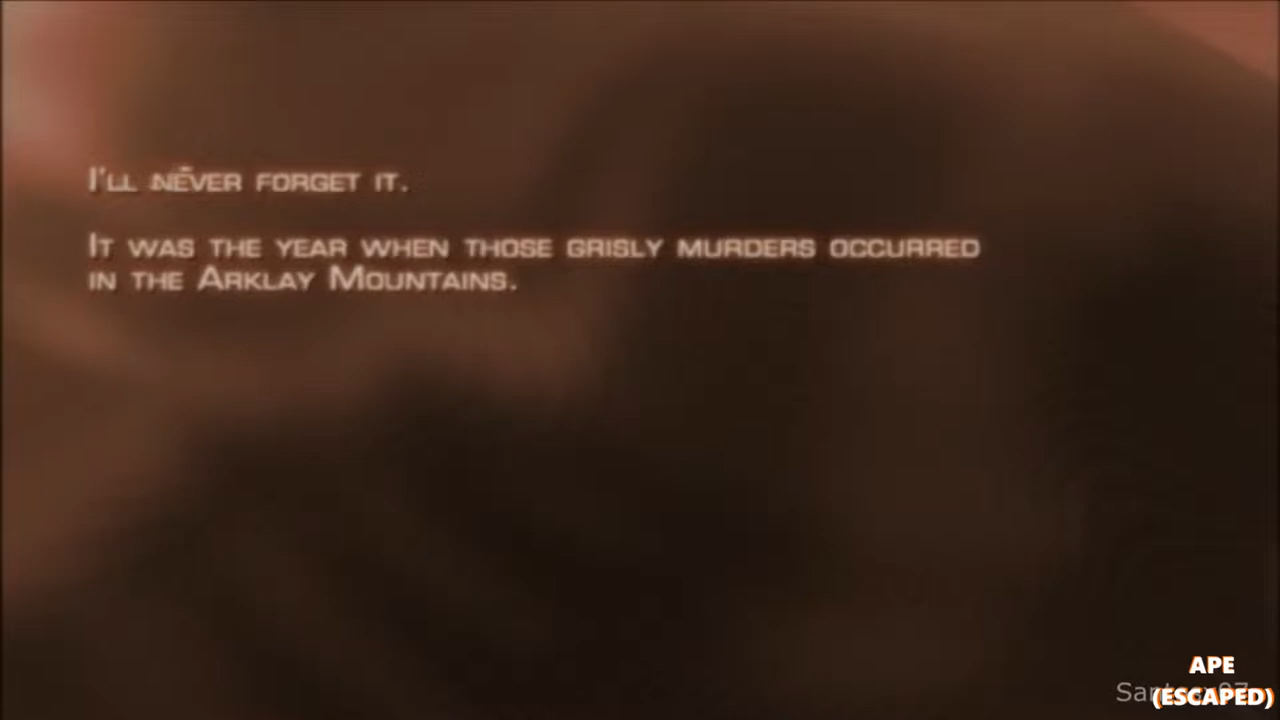 I'll never forget it.
It was the year when those grisly murders occurred
in the Arklay Mountains.
APE
(ESCAPED)